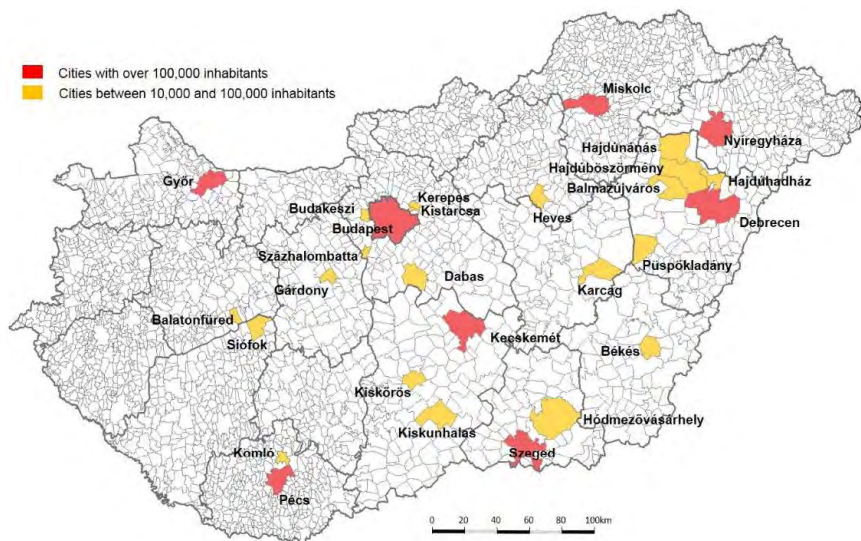 Cities with over 100,000 inhabitants
Cities between 10,000 and 100,000 inhabitants
Miskolc
Nyíregyháza
Hajdúnánás
Hajdúböszörmény
Hajdúhadház
Balmazújváros
Debrecen
Győr
Kerepes
Budakeszi
Kistarcsa
Budapest
Heves
Százhalombatta
Püspökladány
Gárdony
Dabas
Karcag
Balatonfüred
Siófok
Kecskemét
Békés
Kiskőrös
Kiskunhalas
Hódmezővásárhely
Komló
Szeged
Pécs
0 20 40 60 80 100km